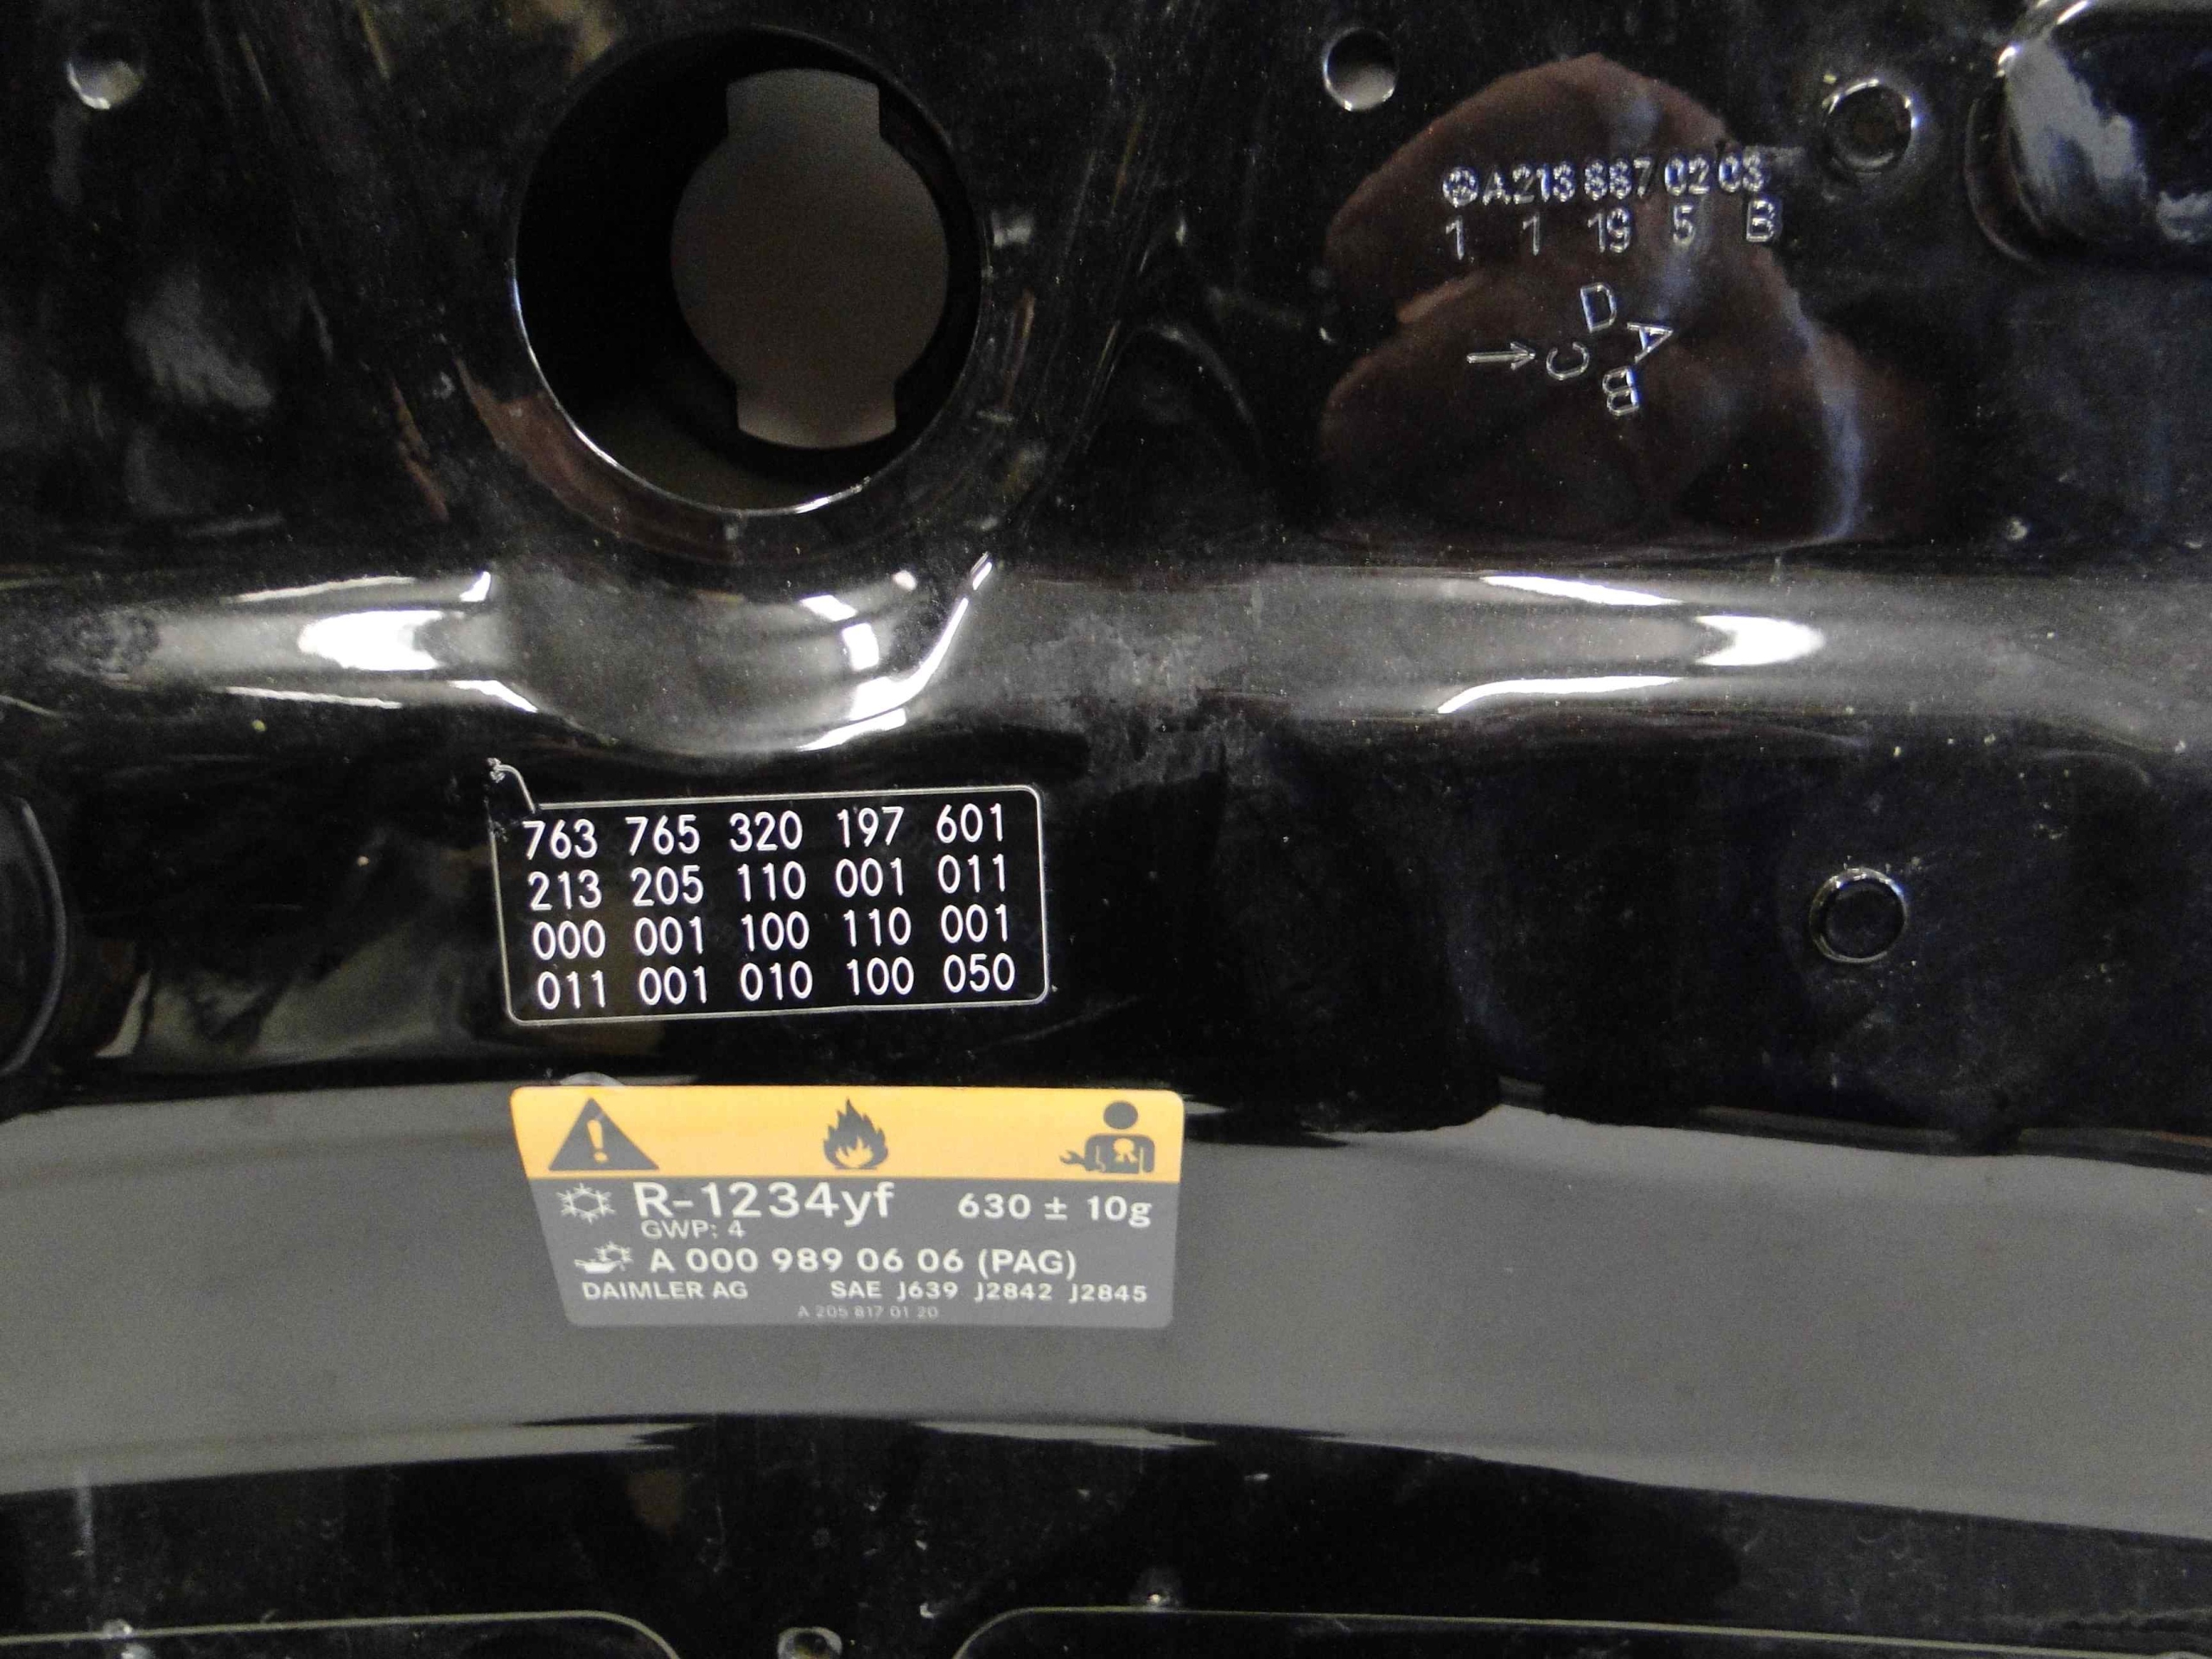 A 213 887 02 03
1 1 19 5 B
D
A
C
B
763 765 320 197 601
213 205 110 001 011
000 001 100 110 001
011 001 010 100 050
R-1234yf 630 ± 10g
GWP: 4
A 000 989 06 06 (PAG)
DAIMLER AG SAE J639 J2842 J2845
A 205 817 01 20